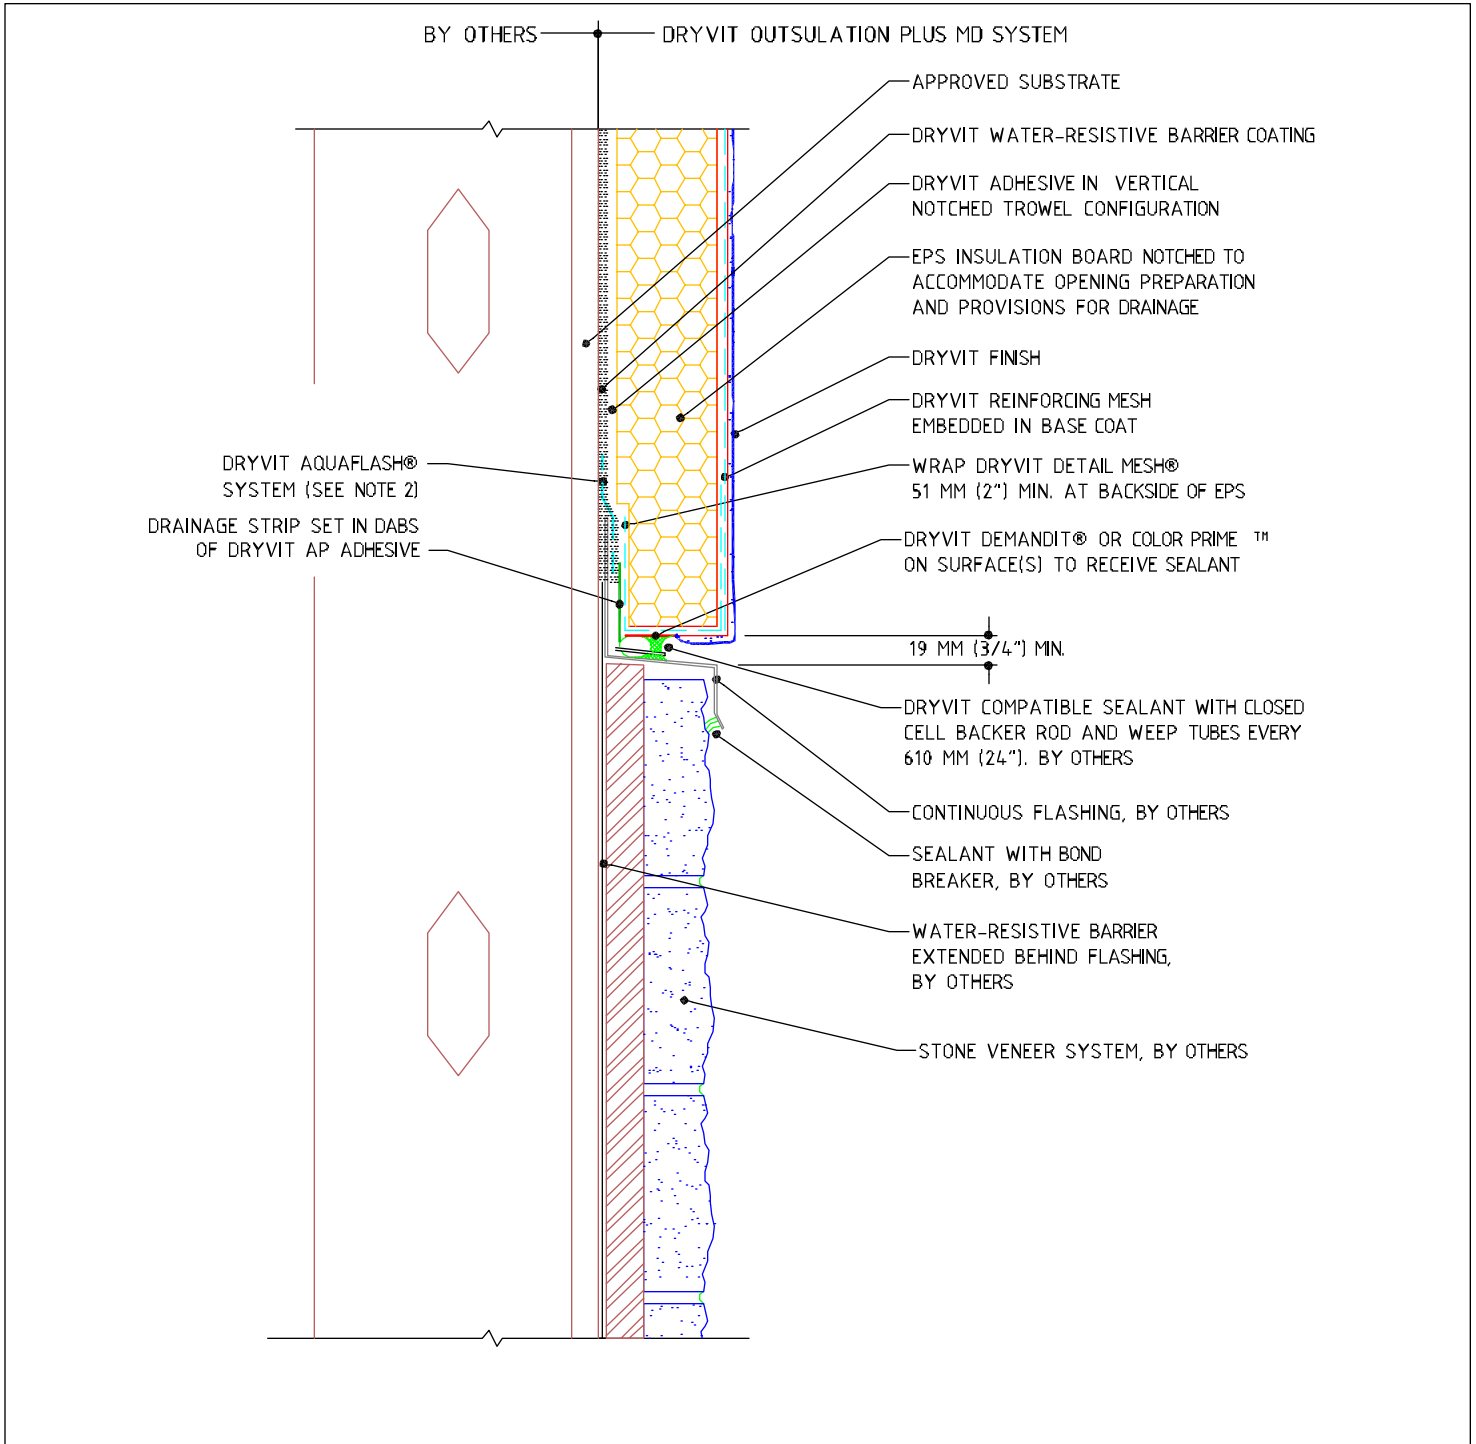 BY OTHERS
DRYVIT OUTSULATION PLUS MD SYSTEM
APPROVED SUBSTRATE
DRYVIT WATER-RESISTIVE BARRIER COATING
DRYVIT ADHESIVE IN VERTICAL
NOTCHED TROWEL CONFIGURATION
EPS INSULATION BOARD NOTCHED TO
ACCOMMODATE OPENING PREPARATION
AND PROVISIONS FOR DRAINAGE
DRYVIT FINISH
DRYVIT REINFORCING MESH
EMBEDDED IN BASE COAT
DRYVIT AQUAFLASH®
SYSTEM (SEE NOTE 2)
WRAP DRYVIT DETAIL MESH®
51 MM (2") MIN. AT BACKSIDE OF EPS
DRAINAGE STRIP SET IN DABS
OF DRYVIT AP ADHESIVE
DRYVIT DEMANDIT® OR COLOR PRIME ™
ON SURFACE(S) TO RECEIVE SEALANT
19 MM (3/4") MIN.
DRYVIT COMPATIBLE SEALANT WITH CLOSED
CELL BACKER ROD AND WEEP TUBES EVERY
610 MM (24"). BY OTHERS
CONTINUOUS FLASHING, BY OTHERS
SEALANT WITH BOND
BREAKER, BY OTHERS
WATER-RESISTIVE BARRIER
EXTENDED BEHIND FLASHING,
BY OTHERS
STONE VENEER SYSTEM, BY OTHERS